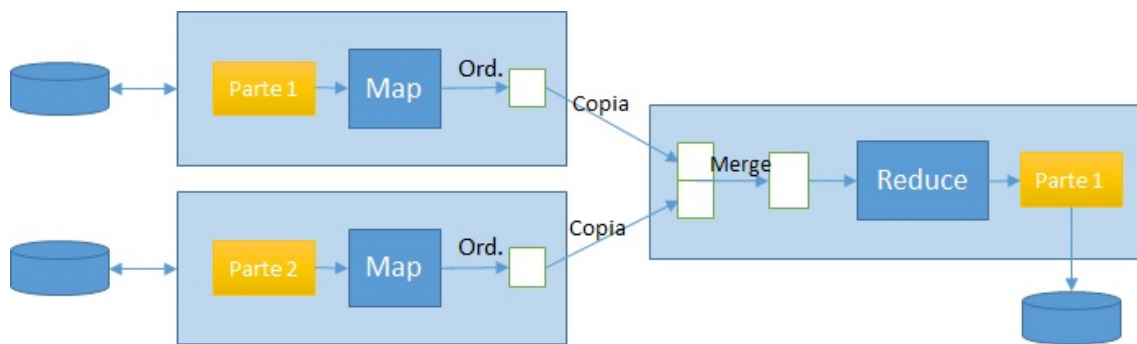 Parte 1
Map
Ord.
Copia
Parte 2
Map
Ord.
Copia
Merge
Reduce
Parte 1